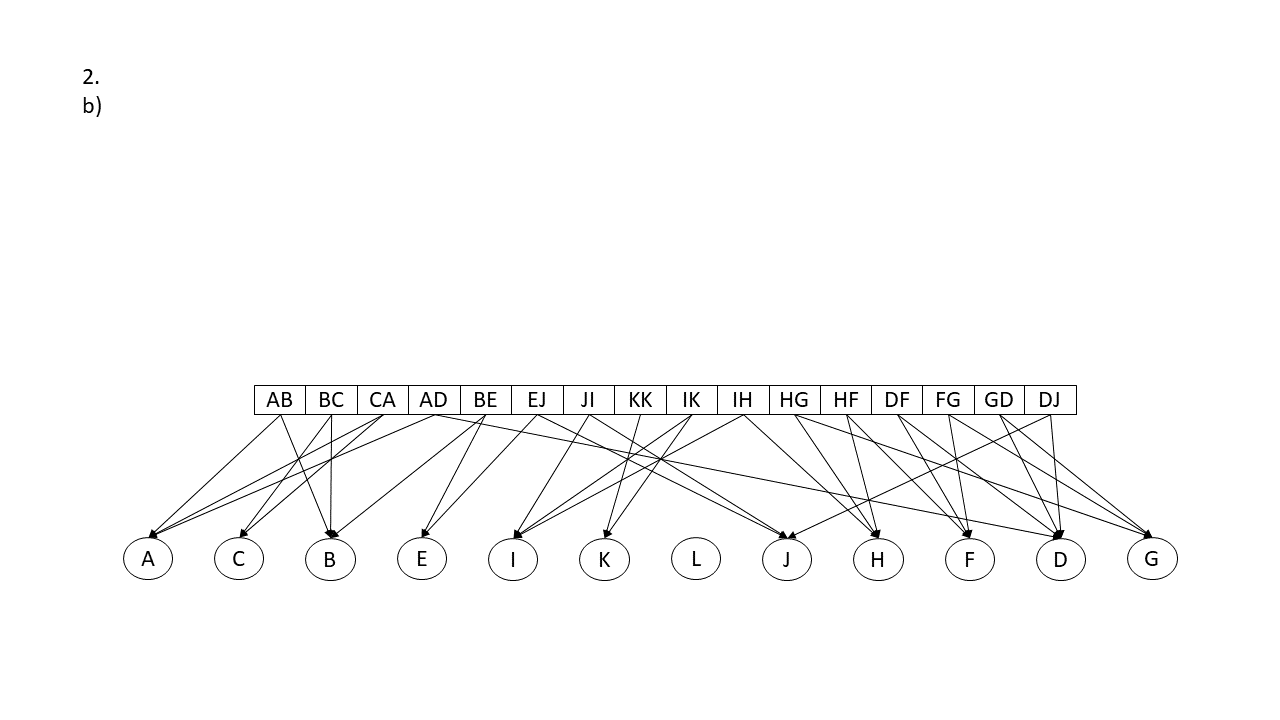 2.
b)
AB BC CA AD BE EJ JI KK IK IH HG HF DF FG GD DJ
A C B E I K L J H F D G